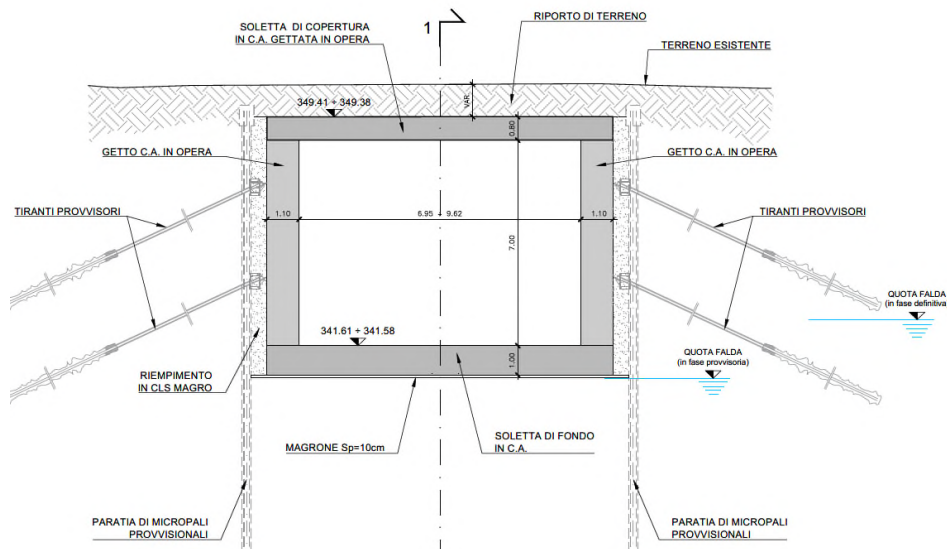 1
SOLETTA DI COPERTURA
IN C.A. GETTATA IN OPERA
RIPORTO DI TERRENO
TERRENO ESISTENTE
349.41 ÷ 349.38
VAR.
0.80
GETTO C.A. IN OPERA
GETTO C.A. IN OPERA
TIRANTI PROVVISORI
TIRANTI PROVVISORI
1.10
6.95 ÷ 9.62
1.10
7.00
QUOTA FALDA
(in fase definitiva
341.61 ÷ 341.58
QUOTA FALDA
(in fase provvisoria)
1.00
RIEMPIMENTO
IN CLS MAGRO
MAGRONE Sp=10cm
SOLETTA DI FONDO
IN C.A.
PARATIA DI MICROPALI
PROVVISIONALI
PARATIA DI MICROPALI
PROVVISIONALI